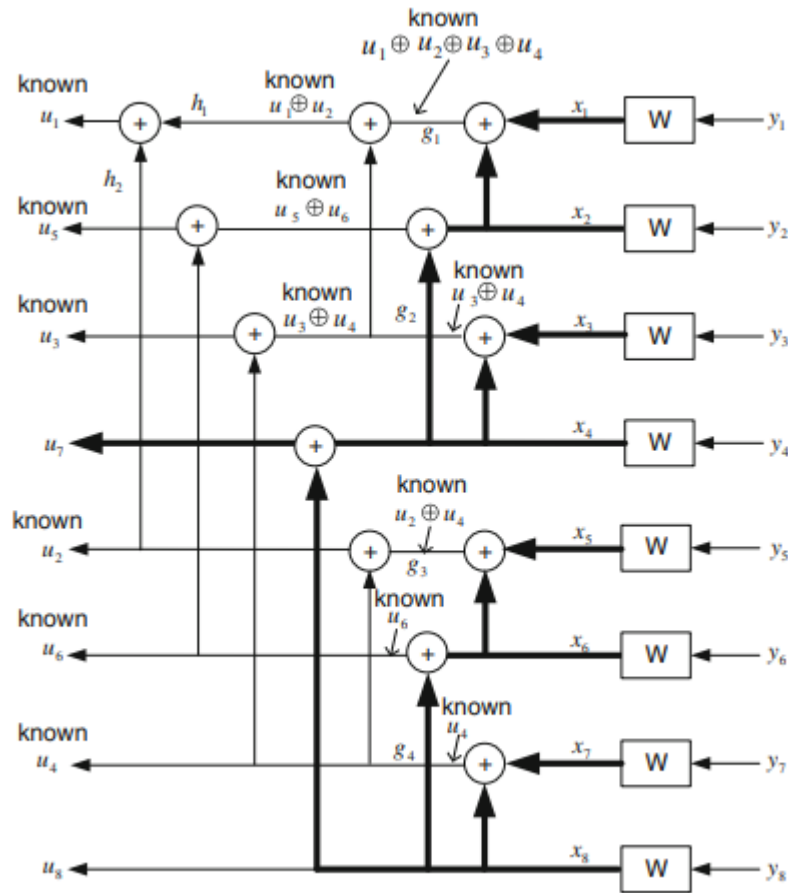 known
u₁ ⊕ u₂ ⊕ u₃ ⊕ u₄
known
u₁
+
h₁
known
u₁ ⊕ u₂
+
g₁
+
x₁
W
y₁
h₂
known
u₅
+
known
u₅ ⊕ u₆
+
x₂
W
y₂
known
u₃
+
known
u₃ ⊕ u₄
g₂
known
u₃ ⊕ u₄
+
x₃
W
y₃
u₇
+
x₄
W
y₄
known
u₂
+
known
u₂ ⊕ u₄
g₃
+
x₅
W
y₅
known
u₆
known
u₆
+
x₆
W
y₆
known
u₄
g₄
known
u₄
+
x₇
W
y₇
u₈
x₈
W
y₈